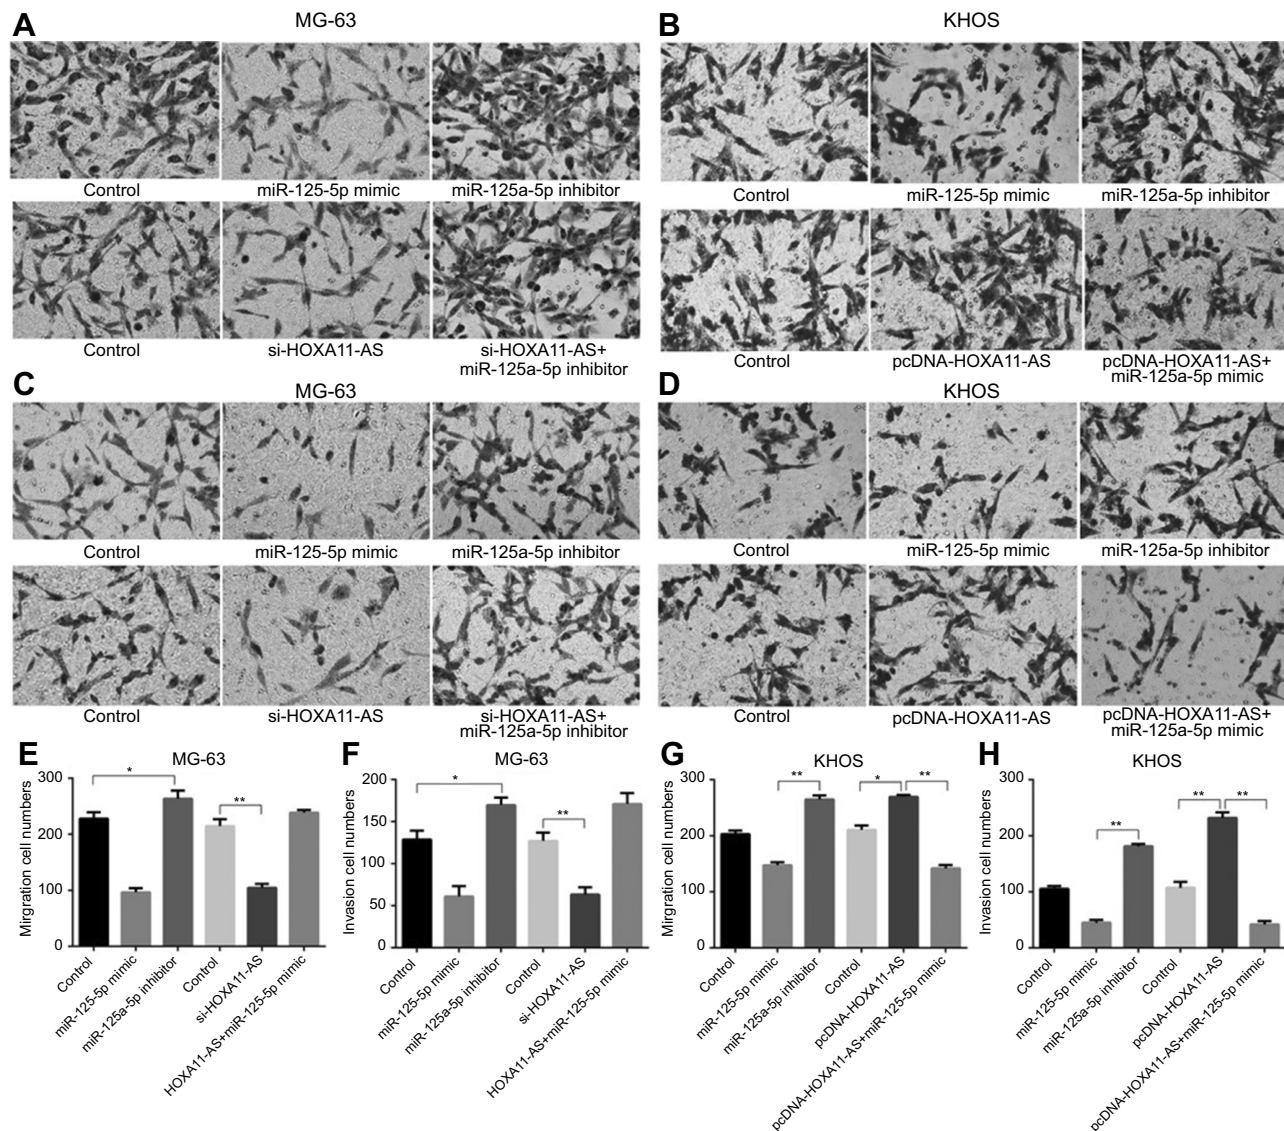 A
MG-63
B
KHOS
Control
miR-125-5p mimic
miR-125a-5p inhibitor
Control
miR-125-5p mimic
miR-125a-5p inhibitor
Control
si-HOXA11-AS
si-HOXA11-AS+
miR-125a-5p inhibitor
Control
pcDNA-HOXA11-AS
pcDNA-HOXA11-AS+
miR-125a-5p mimic
C
MG-63
D
KHOS
Control
miR-125-5p mimic
miR-125a-5p inhibitor
Control
miR-125-5p mimic
miR-125a-5p inhibitor
Control
si-HOXA11-AS
si-HOXA11-AS+
miR-125a-5p inhibitor
Control
pcDNA-HOXA11-AS
pcDNA-HOXA11-AS+
miR-125a-5p mimic
E
MG-63
Mirgration cell numbers
300
200
100
0
*
**
Control
miR-125-5p mimic
miR-125a-5p inhibitor
Control
si-HOXA11-AS
HOXA11-AS+miR-125-5p mimic
F
MG-63
Invasion cell numbers
200
150
100
50
0
*
**
Control
miR-125-5p mimic
miR-125a-5p inhibitor
Control
si-HOXA11-AS
HOXA11-AS+miR-125-5p mimic
G
KHOS
Mirgration cell numbers
300
200
100
0
**
*
**
Control
miR-125-5p mimic
miR-125a-5p inhibitor
Control
pcDNA-HOXA11-AS
pcDNA-HOXA11-AS+miR-125-5p mimic
H
KHOS
Invasion cell numbers
300
200
100
0
**
**
**
Control
miR-125-5p mimic
miR-125a-5p inhibitor
Control
pcDNA-HOXA11-AS
pcDNA-HOXA11-AS+miR-125-5p mimic